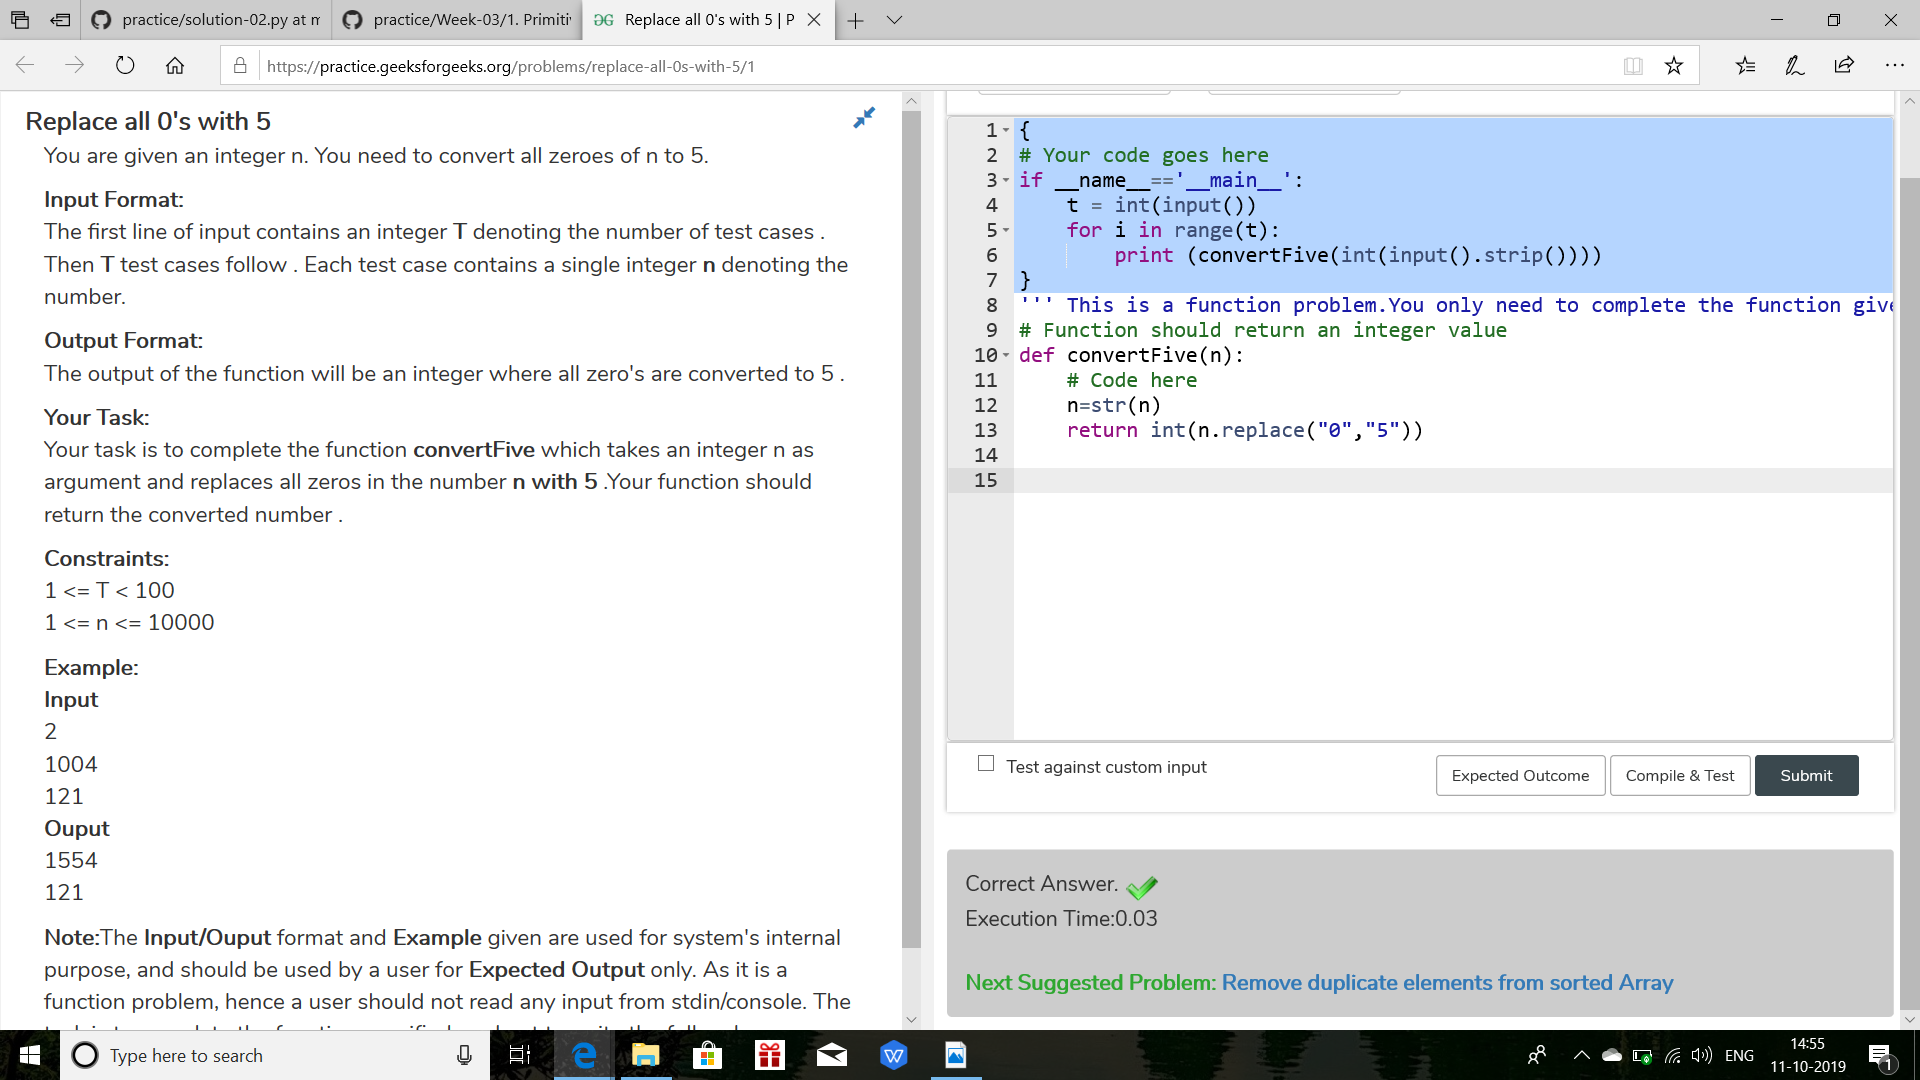 practice/solution-02.py at m
practice/Week-03/1. Primiti
Replace all 0's with 5 | P
https://practice.geeksforgeeks.org/problems/replace-all-0s-with-5/1
Replace all 0's with 5
You are given an integer n. You need to convert all zeroes of n to 5.
Input Format:
The first line of input contains an integer T denoting the number of test cases .
Then T test cases follow . Each test case contains a single integer n denoting the
number.
Output Format:
The output of the function will be an integer where all zero's are converted to 5 .
Your Task:
Your task is to complete the function convertFive which takes an integer n as
argument and replaces all zeros in the number n with 5 .Your function should
return the converted number .
Constraints:
1 <= T < 100
1 <= n <= 10000
Example:
Input
2
1004
121
Ouput
1554
121
Note:The Input/Ouput format and Example given are used for system's internal
purpose, and should be used by a user for Expected Output only. As it is a
function problem, hence a user should not read any input from stdin/console. The
1 {
2 # Your code goes here
3 if __name__=='__main__':
4 t = int(input())
5 for i in range(t):
6 print (convertFive(int(input().strip())))
7 }
8 ''' This is a function problem.You only need to complete the function give
9 # Function should return an integer value
10 def convertFive(n):
11 # Code here
12 n=str(n)
13 return int(n.replace("0","5"))
14
15
Test against custom input
Expected Outcome
Compile & Test
Submit
Correct Answer.
Execution Time:0.03
Next Suggested Problem: Remove duplicate elements from sorted Array
Type here to search
ENG
14:55
11-10-2019
1